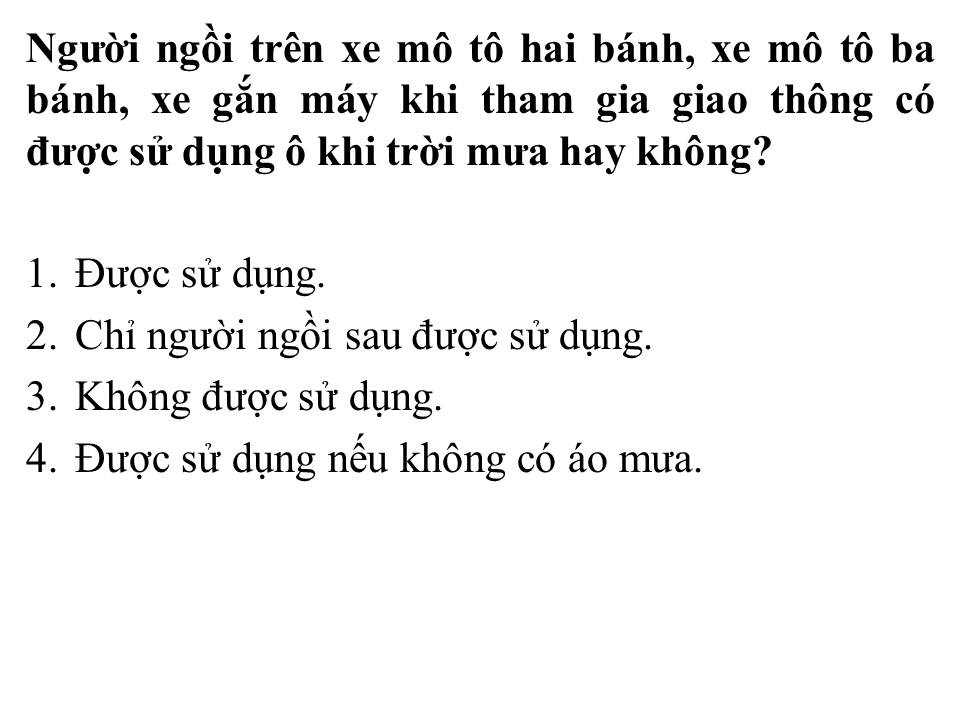 Người ngồi trên xe mô tô hai bánh, xe mô tô ba
bánh, xe gắn máy khi tham gia giao thông có
được sử dụng ô khi trời mưa hay không?
1. Được sử dụng.
2. Chỉ người ngồi sau được sử dụng.
3. Không được sử dụng.
4. Được sử dụng nếu không có áo mưa.